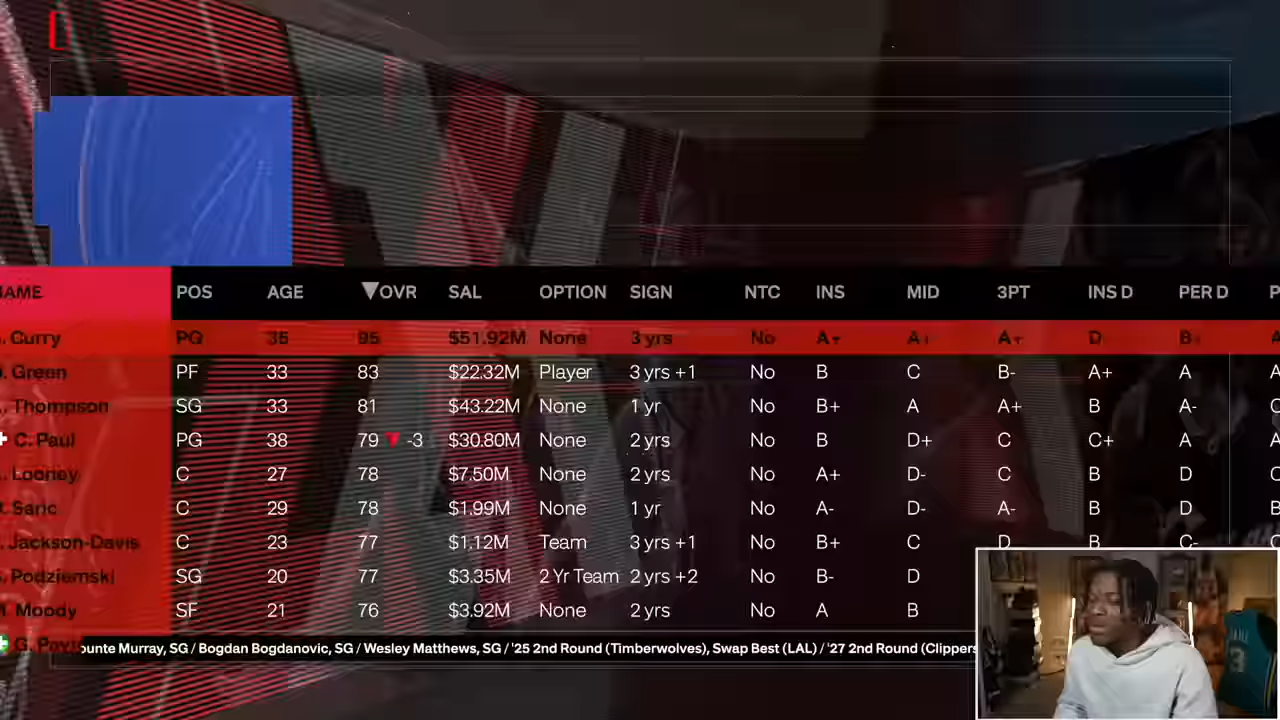 AME POS AGE ▼OVR SAL OPTION SIGN NTC INS MID 3PT INS D PER D P
. Curry PG 35 95 $51.92M None 3 yrs No A+ A+ A+ D B
. Green PF 33 83 $22.32M Player 3 yrs +1 No B C B- A+ A A
. Thompson SG 33 81 $43.22M None 1 yr No B+ A A+ B A- C
C. Paul PG 38 79 ▼ -3 $30.80M None 2 yrs No B D+ C C+ A A
. Looney C 27 78 $7.50M None 2 yrs No A+ D- C B D C
. Saric C 29 78 $1.99M None 1 yr No A- D- A- B D B
. Jackson-Davis C 23 77 $1.12M Team 3 yrs +1 No B+ C D B C- C
. Podziemski SG 20 77 $3.35M 2 Yr Team 2 yrs +2 No B- D
M Moody SF 21 76 $3.92M None 2 yrs No A B
G. Pay
ounte Murray, SG / Bogdan Bogdanovic, SG / Wesley Matthews, SG / '25 2nd Round (Timberwolves), Swap Best (LAL) / '27 2nd Round (Clippers
3